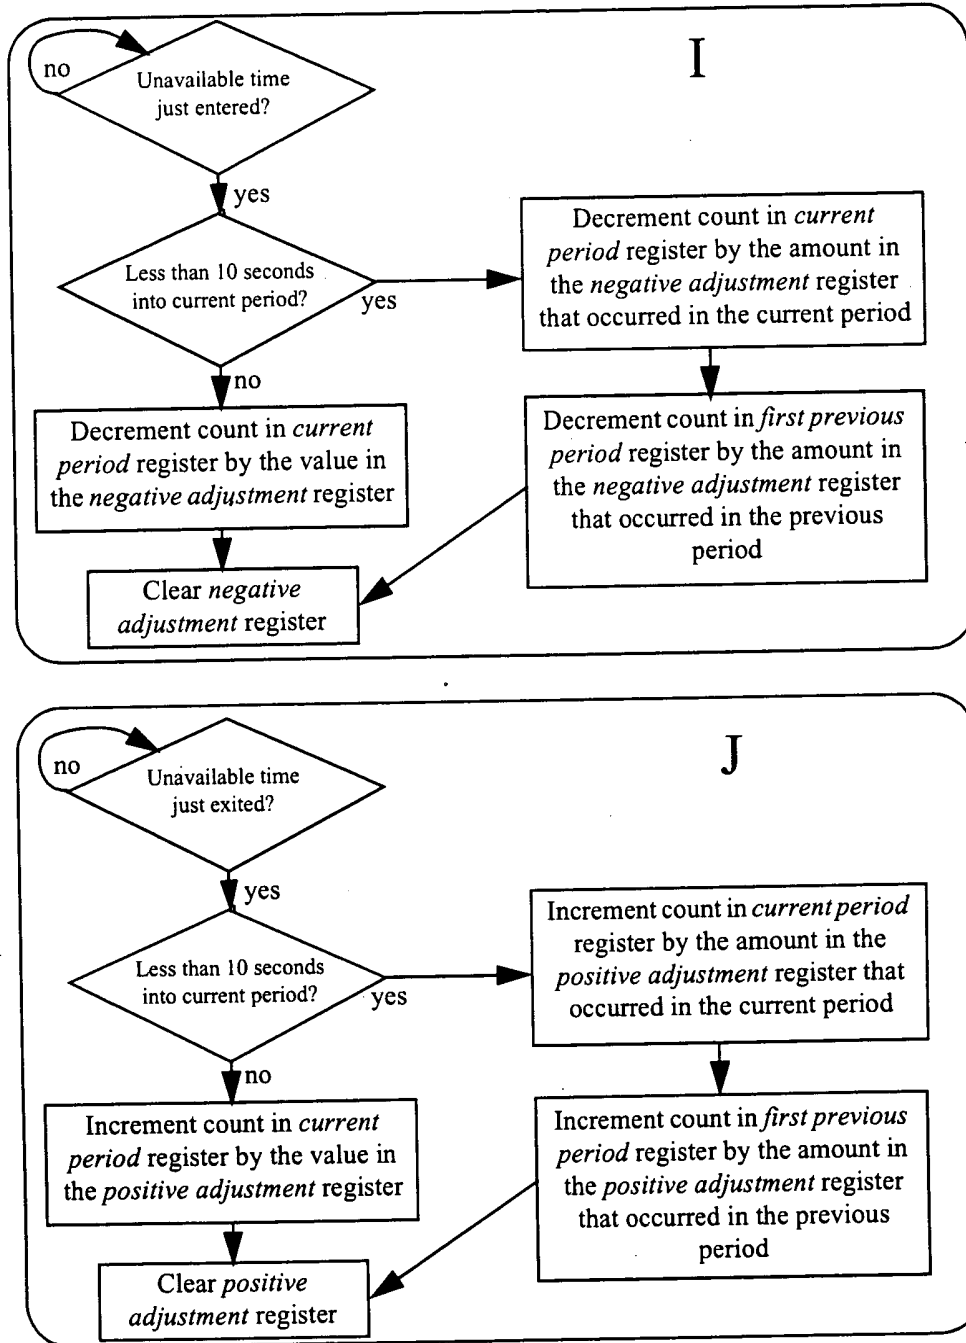 I
no
Unavailable time
just entered?
yes
Less than 10 seconds
into current period?
yes
Decrement count in current
period register by the amount in
the negative adjustment register
that occurred in the current period
no
Decrement count in current
period register by the value in
the negative adjustment register
Decrement count in first previous
period register by the amount in
the negative adjustment register
that occurred in the previous
period
Clear negative
adjustment register
J
no
Unavailable time
just exited?
yes
Less than 10 seconds
into current period?
yes
Increment count in current period
register by the amount in the
positive adjustment register that
occurred in the current period
no
Increment count in current
period register by the value in
the positive adjustment register
Increment count in first previous
period register by the amount in
the positive adjustment register
that occurred in the previous
period
Clear positive
adjustment register